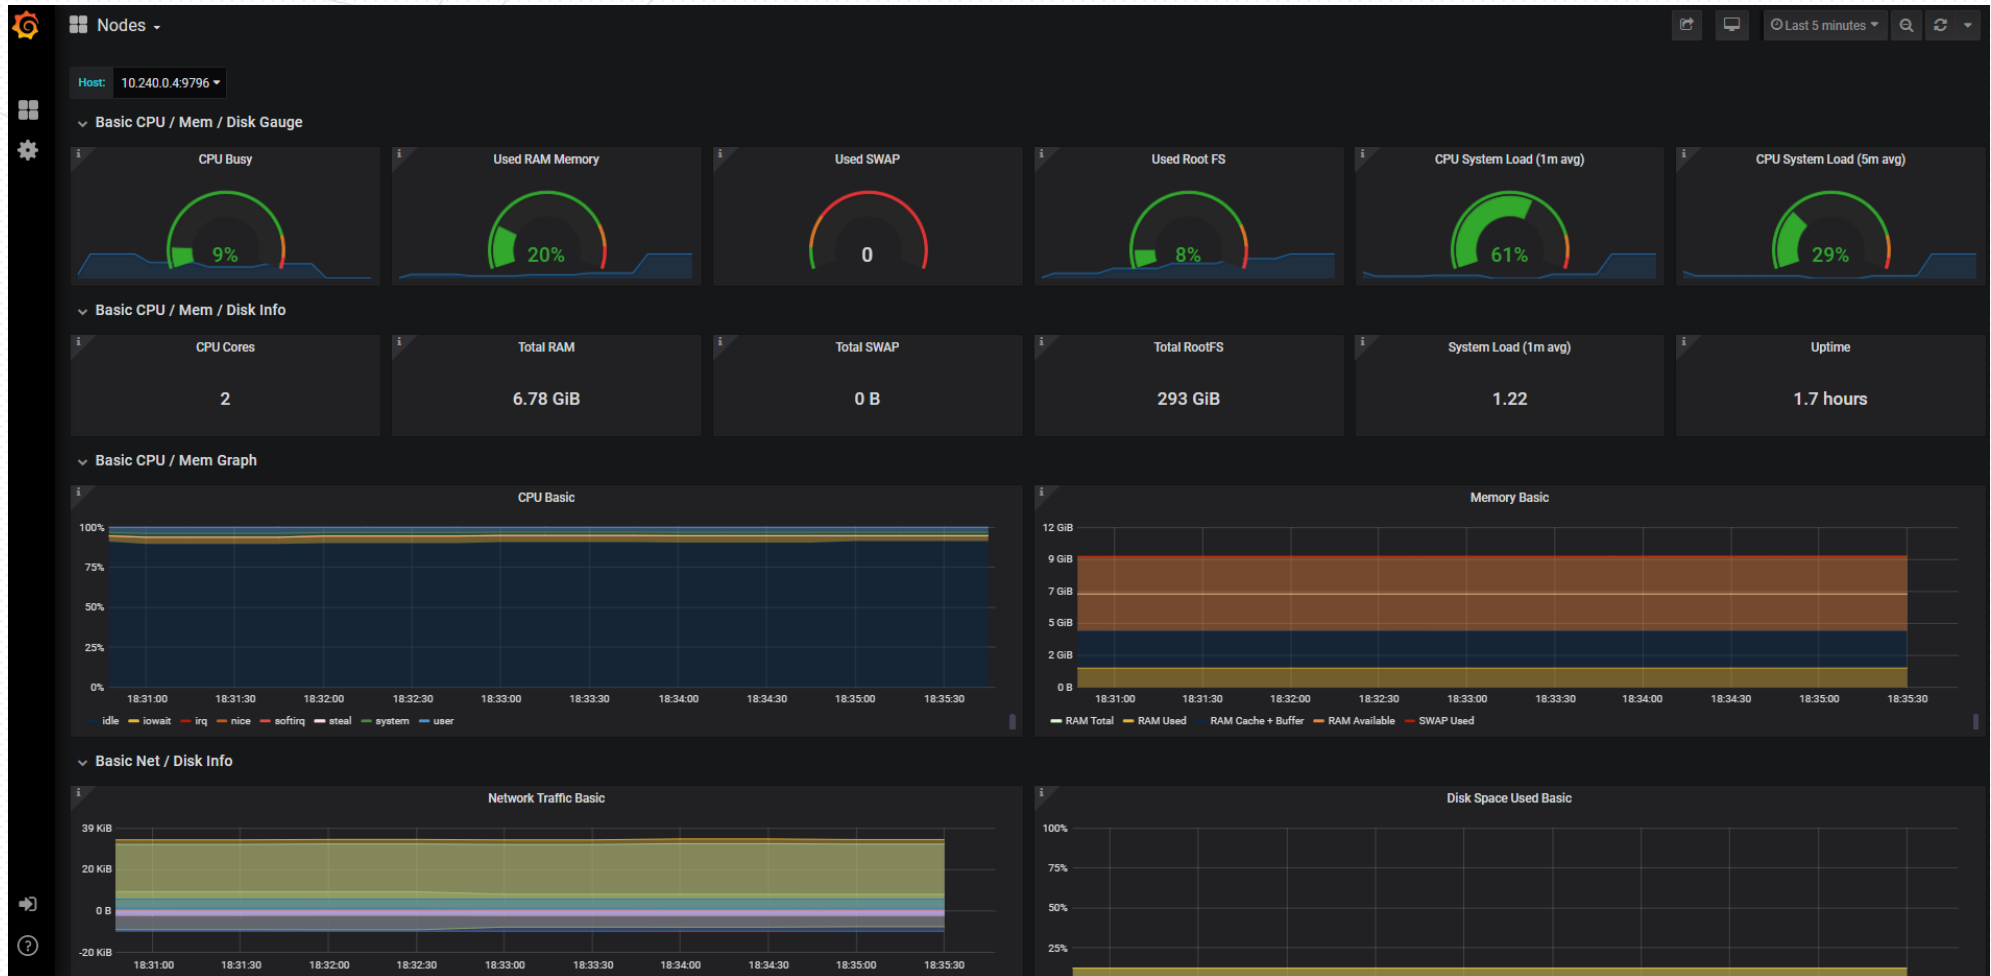 Nodes
Last 5 minutes
Host: 10.240.0.4:9796
Basic CPU / Mem / Disk Gauge
CPU Busy
9%
Used RAM Memory
20%
Used SWAP
0
Used Root FS
8%
CPU System Load (1m avg)
61%
CPU System Load (5m avg)
29%
Basic CPU / Mem / Disk Info
CPU Cores
2
Total RAM
6.78 GiB
Total SWAP
0 B
Total RootFS
293 GiB
System Load (1m avg)
1.22
Uptime
1.7 hours
Basic CPU / Mem Graph
CPU Basic
100%
75%
50%
25%
0%
18:31:00 18:31:30 18:32:00 18:32:30 18:33:00 18:33:30 18:34:00 18:34:30 18:35:00 18:35:30
idle iowait irq nice softirq steal system user
Memory Basic
12 GiB
9 GiB
7 GiB
5 GiB
2 GiB
0 B
18:31:00 18:31:30 18:32:00 18:32:30 18:33:00 18:33:30 18:34:00 18:34:30 18:35:00 18:35:30
RAM Total RAM Used RAM Cache + Buffer RAM Available SWAP Used
Basic Net / Disk Info
Network Traffic Basic
39 KiB
20 KiB
0 B
-20 KiB
18:31:00 18:31:30 18:32:00 18:32:30 18:33:00 18:33:30 18:34:00 18:34:30 18:35:00 18:35:30
Disk Space Used Basic
100%
75%
50%
25%